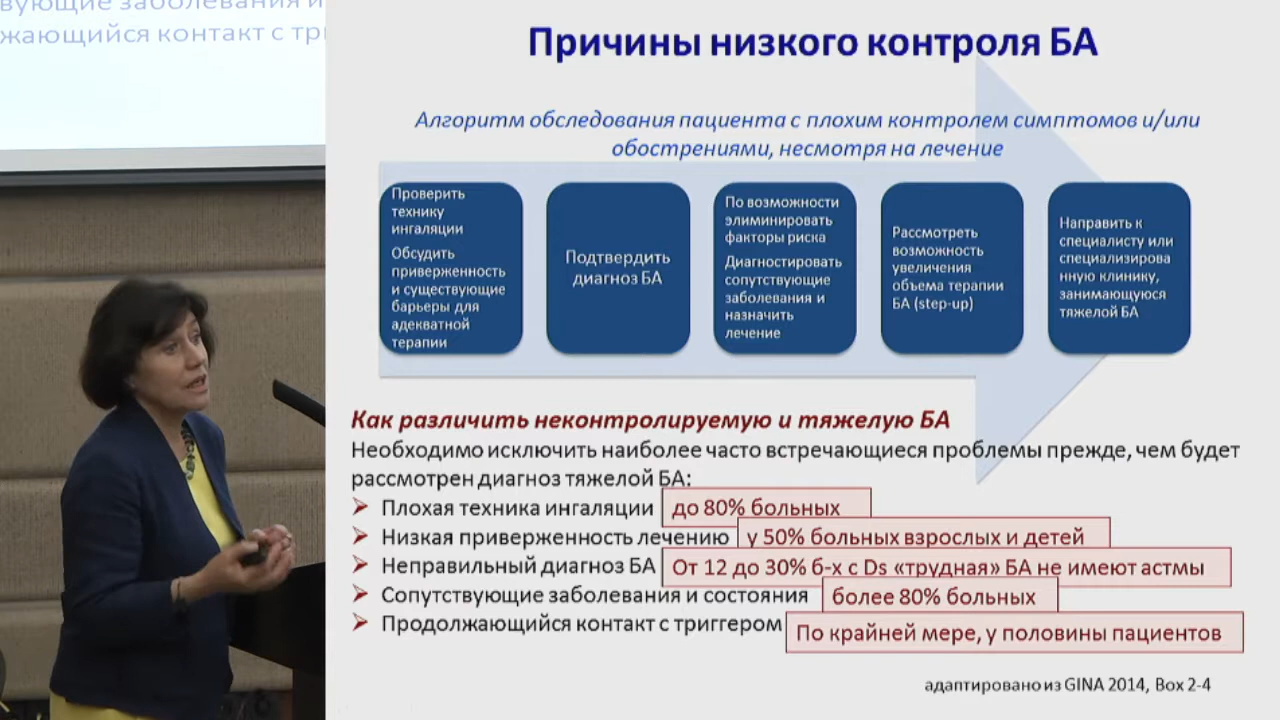 вующие заболевания и
жающийся контакт с три
Причины низкого контроля БА
Алгоритм обследования пациента с плохим контролем симптомов и/или
обострениями, несмотря на лечение
Проверить
технику
ингаляции
Обсудить
приверженность
и существующие
барьеры для
адекватной
терапии
Подтвердить
диагноз БА
По возможности
элиминировать
факторы риска
Диагностировать
сопутствующие
заболевания и
назначить
лечение
Рассмотреть
возможность
увеличения
объема терапии
БА (step-up)
Направить к
специалисту или
специализирова
нную клинику,
занимающуюся
тяжелой БА
Как различить неконтролируемую и тяжелую БА
Необходимо исключить наиболее часто встречающиеся проблемы прежде, чем будет
рассмотрен диагноз тяжелой БА:
Плохая техника ингаляции до 80% больных
Низкая приверженность лечению у 50% больных взрослых и детей
Неправильный диагноз БА От 12 до 30% б-х с Ds «трудная» БА не имеют астмы
Сопутствующие заболевания и состояния более 80% больных
Продолжающийся контакт с триггером По крайней мере, у половины пациентов
адаптировано из GINA 2014, Box 2-4